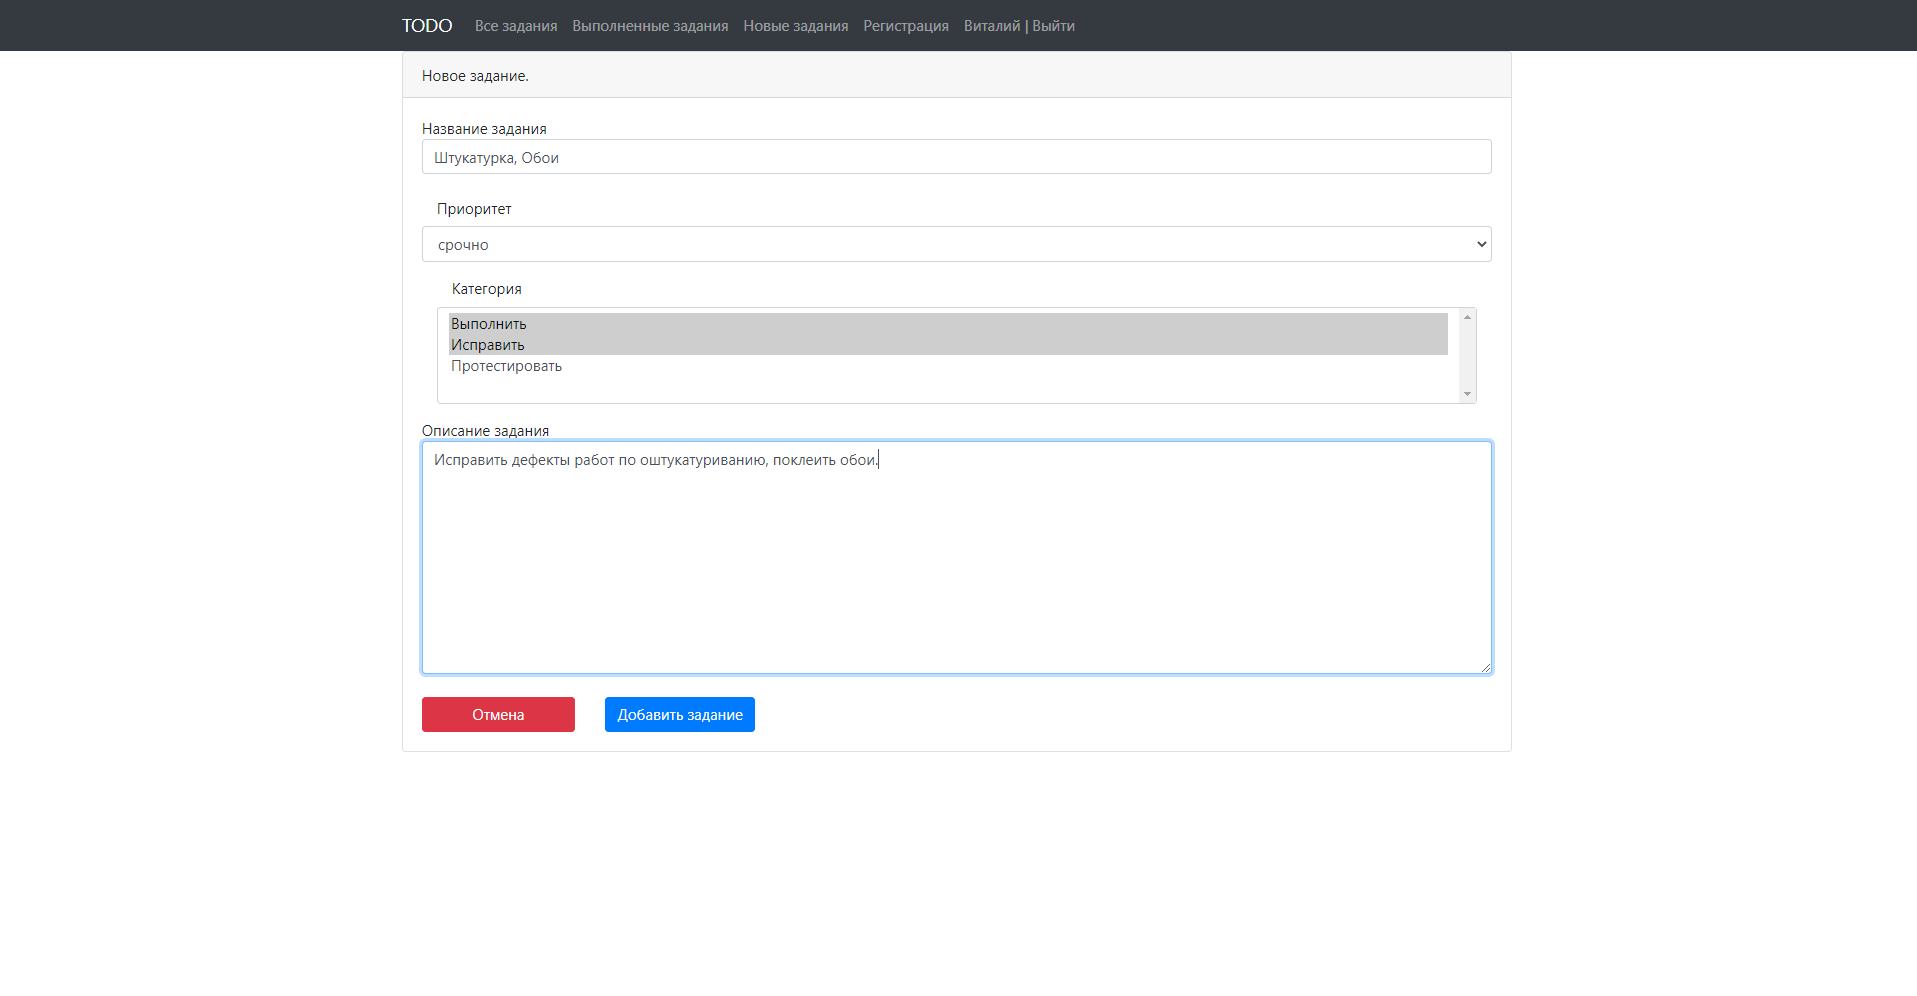 TODO Все задания Выполненные задания Новые задания Регистрация Виталий | Выйти
Новое задание.
Название задания
Штукатурка, Обои
Приоритет
срочно
Категория
Выполнить
Исправить
Протестировать
Описание задания
Исправить дефекты работ по оштукатуриванию, поклеить обои.
Отмена Добавить задание